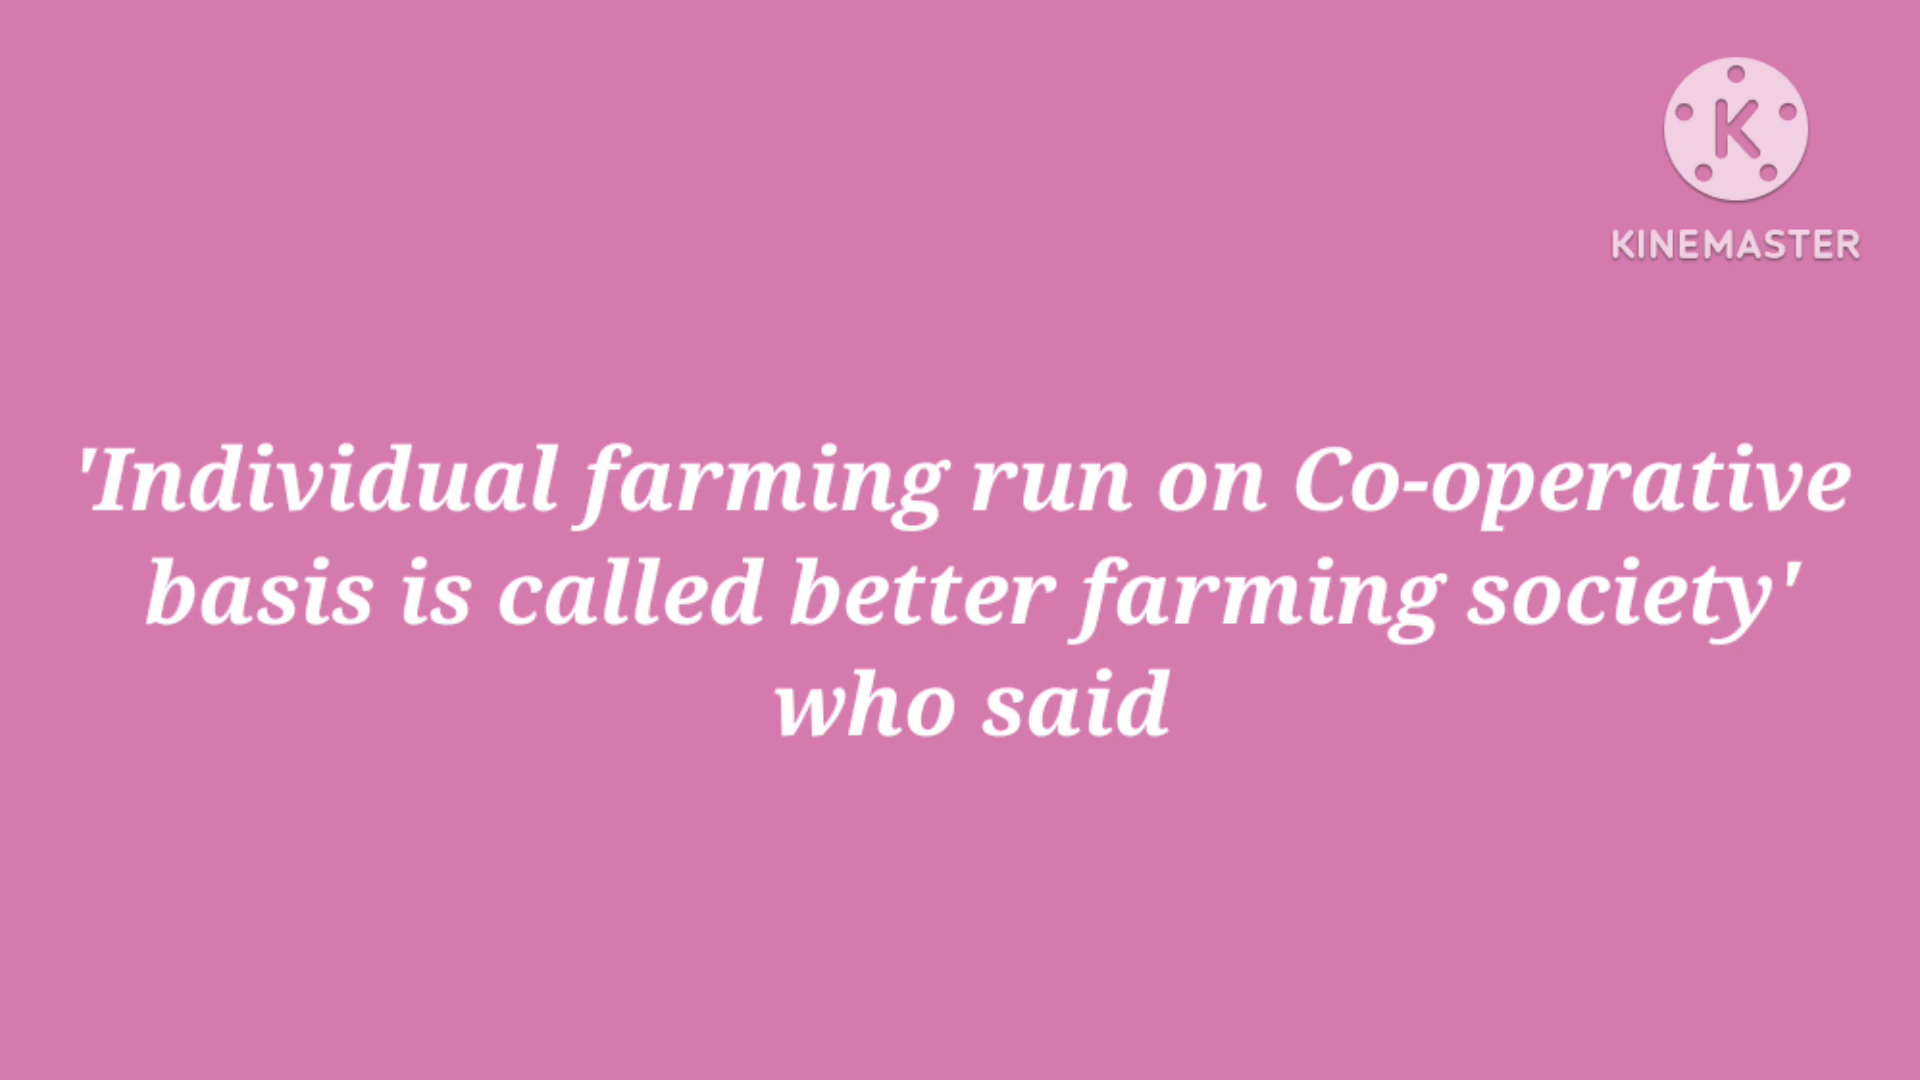 K
KINEMASTER
'Individual farming run on Co-operative
basis is called better farming society'
who said